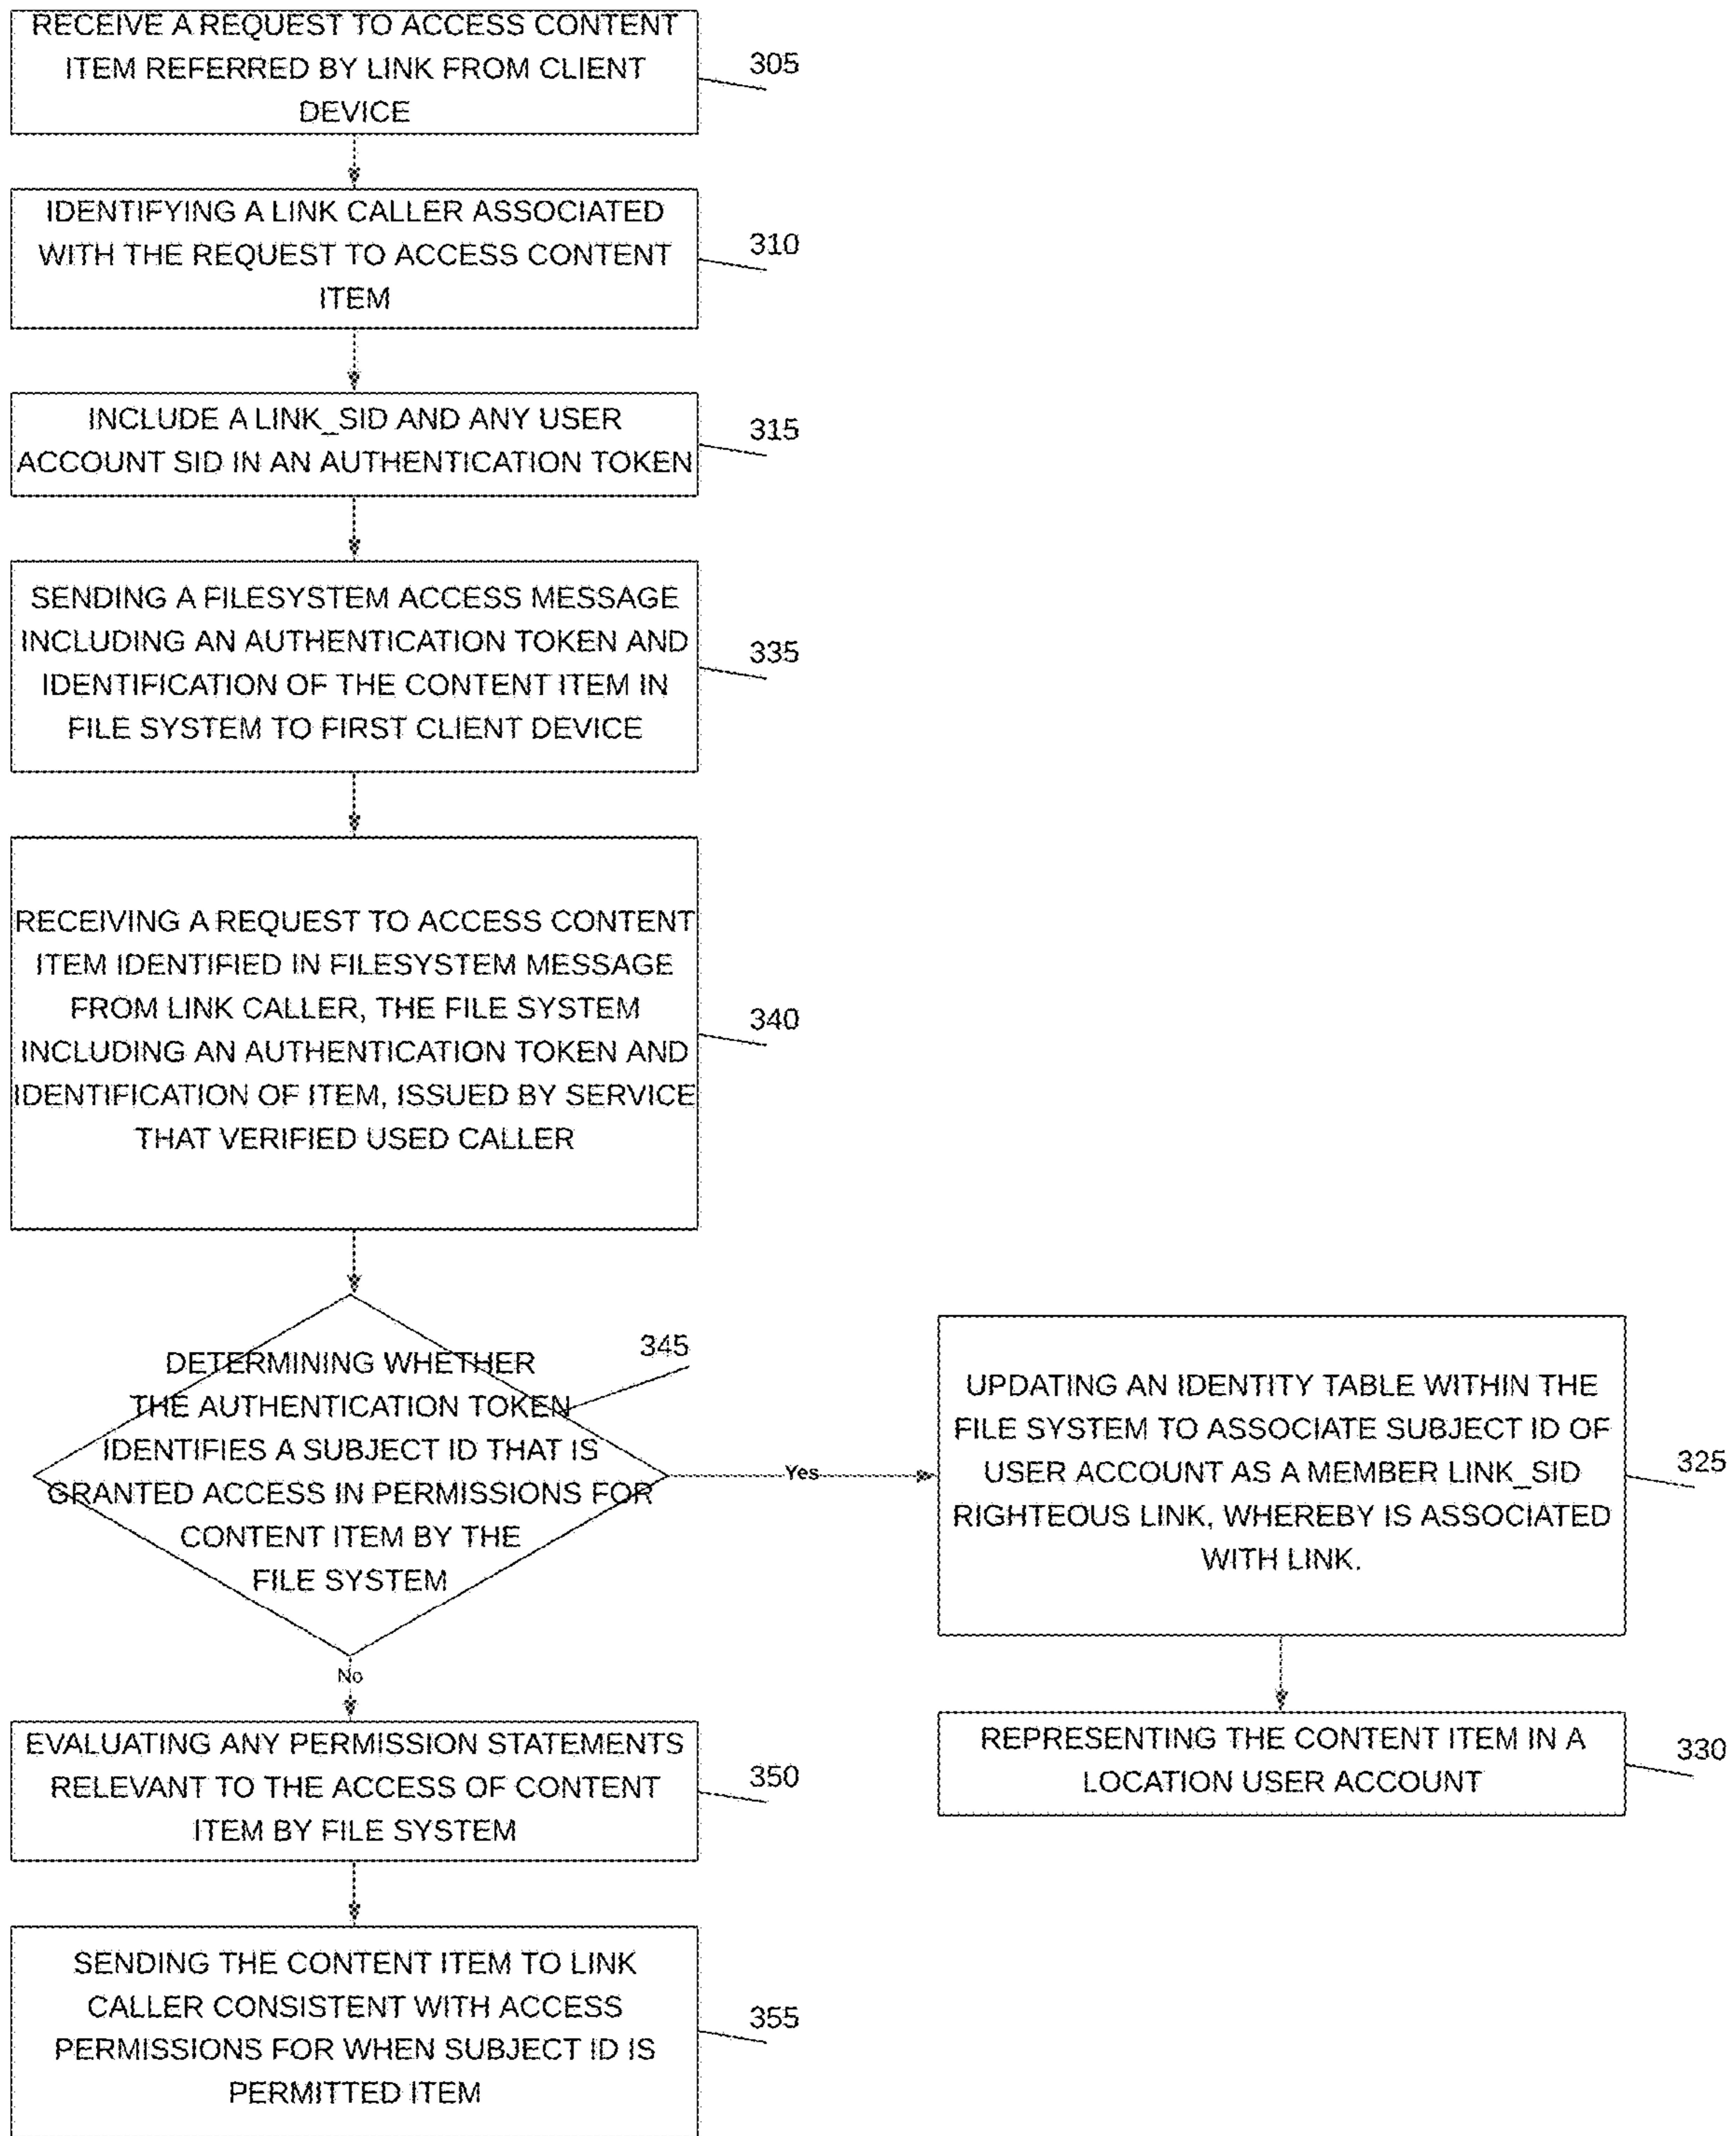 RECEIVE A REQUEST TO ACCESS CONTENT
ITEM REFERRED BY LINK FROM CLIENT
DEVICE
305
IDENTIFYING A LINK CALLER ASSOCIATED
WITH THE REQUEST TO ACCESS CONTENT
ITEM
310
INCLUDE A LINK_SID AND ANY USER
ACCOUNT SID IN AN AUTHENTICATION TOKEN
315
SENDING A FILESYSTEM ACCESS MESSAGE
INCLUDING AN AUTHENTICATION TOKEN AND
IDENTIFICATION OF THE CONTENT ITEM IN
FILE SYSTEM TO FIRST CLIENT DEVICE
335
RECEIVING A REQUEST TO ACCESS CONTENT
ITEM IDENTIFIED IN FILESYSTEM MESSAGE
FROM LINK CALLER, THE FILE SYSTEM
INCLUDING AN AUTHENTICATION TOKEN AND
IDENTIFICATION OF ITEM, ISSUED BY SERVICE
THAT VERIFIED USED CALLER
340
DETERMINING WHETHER
THE AUTHENTICATION TOKEN
IDENTIFIES A SUBJECT ID THAT IS
GRANTED ACCESS IN PERMISSIONS FOR
CONTENT ITEM BY THE
FILE SYSTEM
345
Yes
UPDATING AN IDENTITY TABLE WITHIN THE
FILE SYSTEM TO ASSOCIATE SUBJECT ID OF
USER ACCOUNT AS A MEMBER LINK_SID
RIGHTEOUS LINK, WHEREBY IS ASSOCIATED
WITH LINK.
325
REPRESENTING THE CONTENT ITEM IN A
LOCATION USER ACCOUNT
330
No
EVALUATING ANY PERMISSION STATEMENTS
RELEVANT TO THE ACCESS OF CONTENT
ITEM BY FILE SYSTEM
350
SENDING THE CONTENT ITEM TO LINK
CALLER CONSISTENT WITH ACCESS
PERMISSIONS FOR WHEN SUBJECT ID IS
PERMITTED ITEM
355